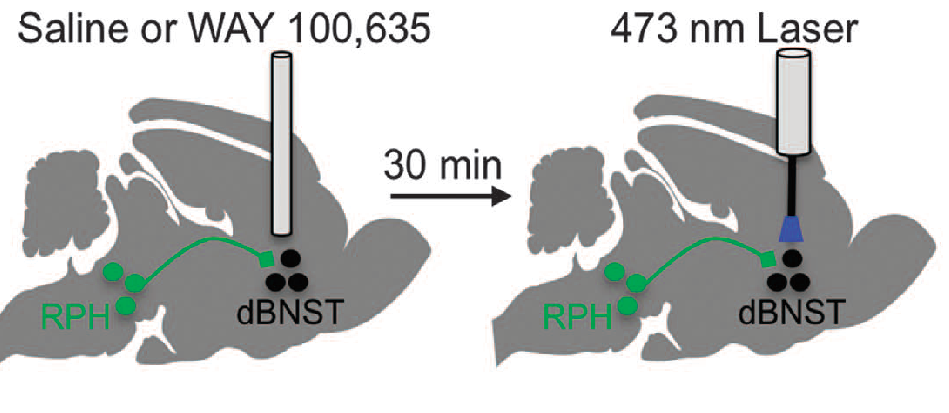 Saline or WAY 100,635
473 nm Laser
30 min
RPH
dBNST
RPH
dBNST